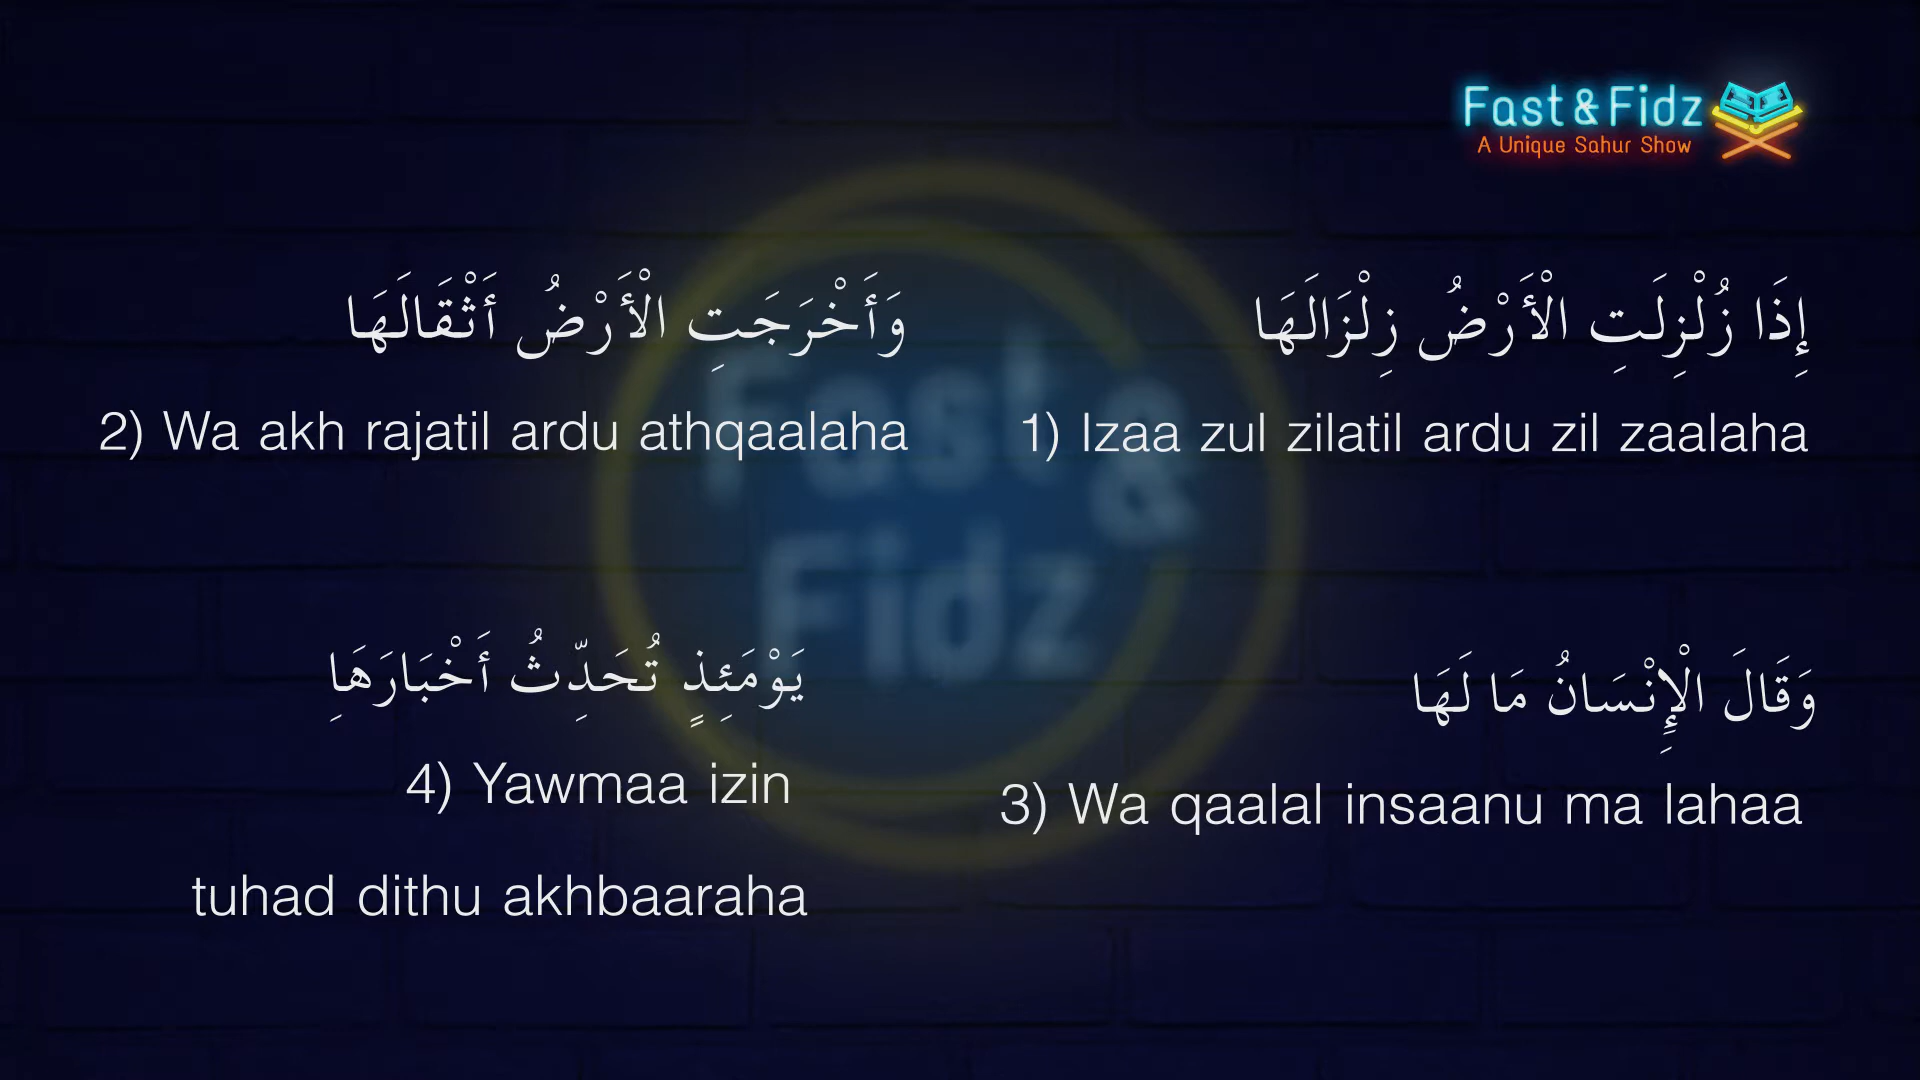 Fast & Fidz
A Unique Sahur Show
إِذَا زُلْزِلَتِ الْأَرْضُ زِلْزَالَهَا
1) Izaa zul zilatil ardu zil zaalaha
وَأَخْرَجَتِ الْأَرْضُ أَثْقَالَهَا
2) Wa akh rajatil ardu athqaalaha
وَقَالَ الْإِنْسَانُ مَا لَهَا
3) Wa qaalal insaanu ma lahaa
يَوْمَئِذٍ تُحَدِّثُ أَخْبَارَهَاِ
4) Yawmaa izin
tuhad dithu akhbaaraha
Fast &
Fidz